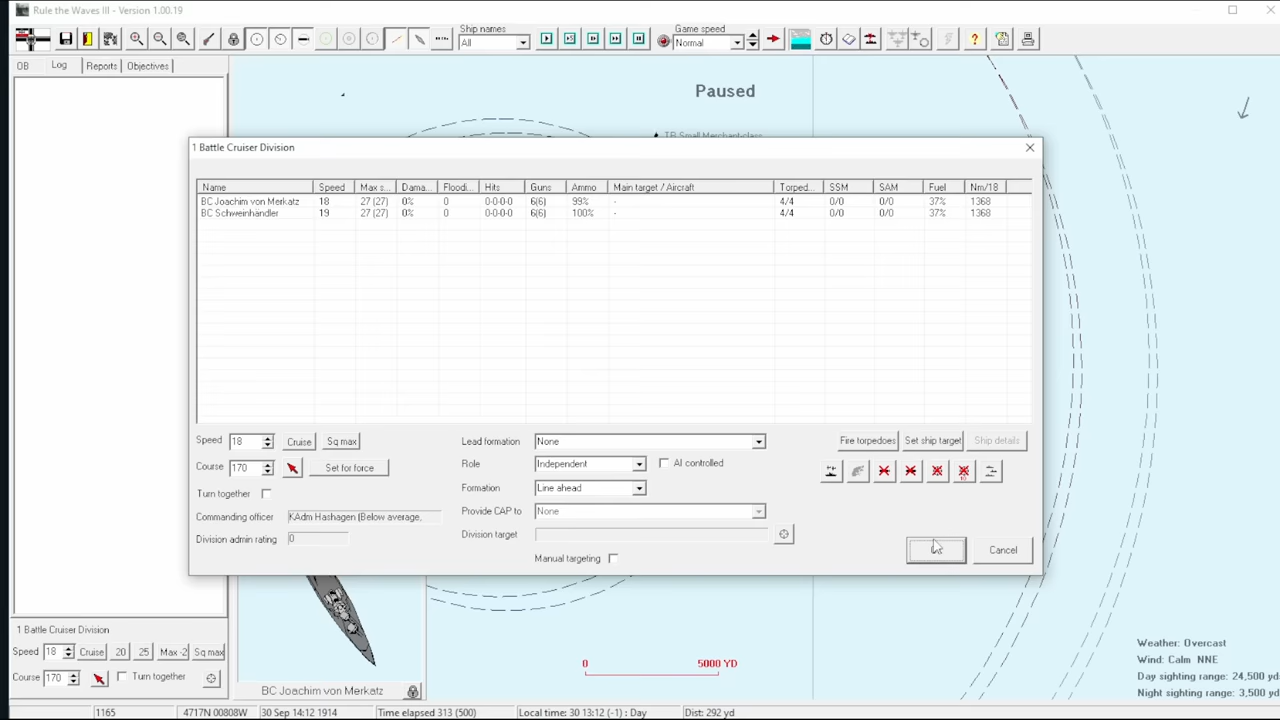 Rule the Waves III - Version 1.00.19
Ship names
All
Game speed
Normal
OB Log Reports Objectives
Paused
TR Small Merchant-class
1 Battle Cruiser Division
Name Speed Max s... Dama... Floodi... Hits Guns Ammo Main target / Aircraft Torped... SSM SAM Fuel Nm/18
BC Joachim von Merkatz 18 27 (27) 0% 0 0-0-0-0 6(6) 99% - 4/4 0/0 0/0 37% 1368
BC Schweinhändler 19 27 (27) 0% 0 0-0-0-0 6(6) 100% - 4/4 0/0 0/0 37% 1368
Speed 18 Cruise Sq max
Course 170 Set for force
Turn together
Commanding officer KAdm Hashagen (Below average,
Division admin rating 0
Lead formation None
Role Independent AI controlled
Formation Line ahead
Provide CAP to None
Division target
Manual targeting
Fire torpedoes Set ship target Ship details
Cancel
1 Battle Cruiser Division
Speed 18 Cruise 20 25 Max -2 Sq max
Course 170 Turn together
BC Joachim von Merkatz
0 5000 YD
Weather: Overcast
Wind: Calm NNE
Day sighting range: 24,500 yds
Night sighting range: 3,500 yds
1165 4717N 00808W 30 Sep 14:12 1914 Time elapsed 313 (500) Local time: 30 13:12 (-1) : Day Dist: 292 yd